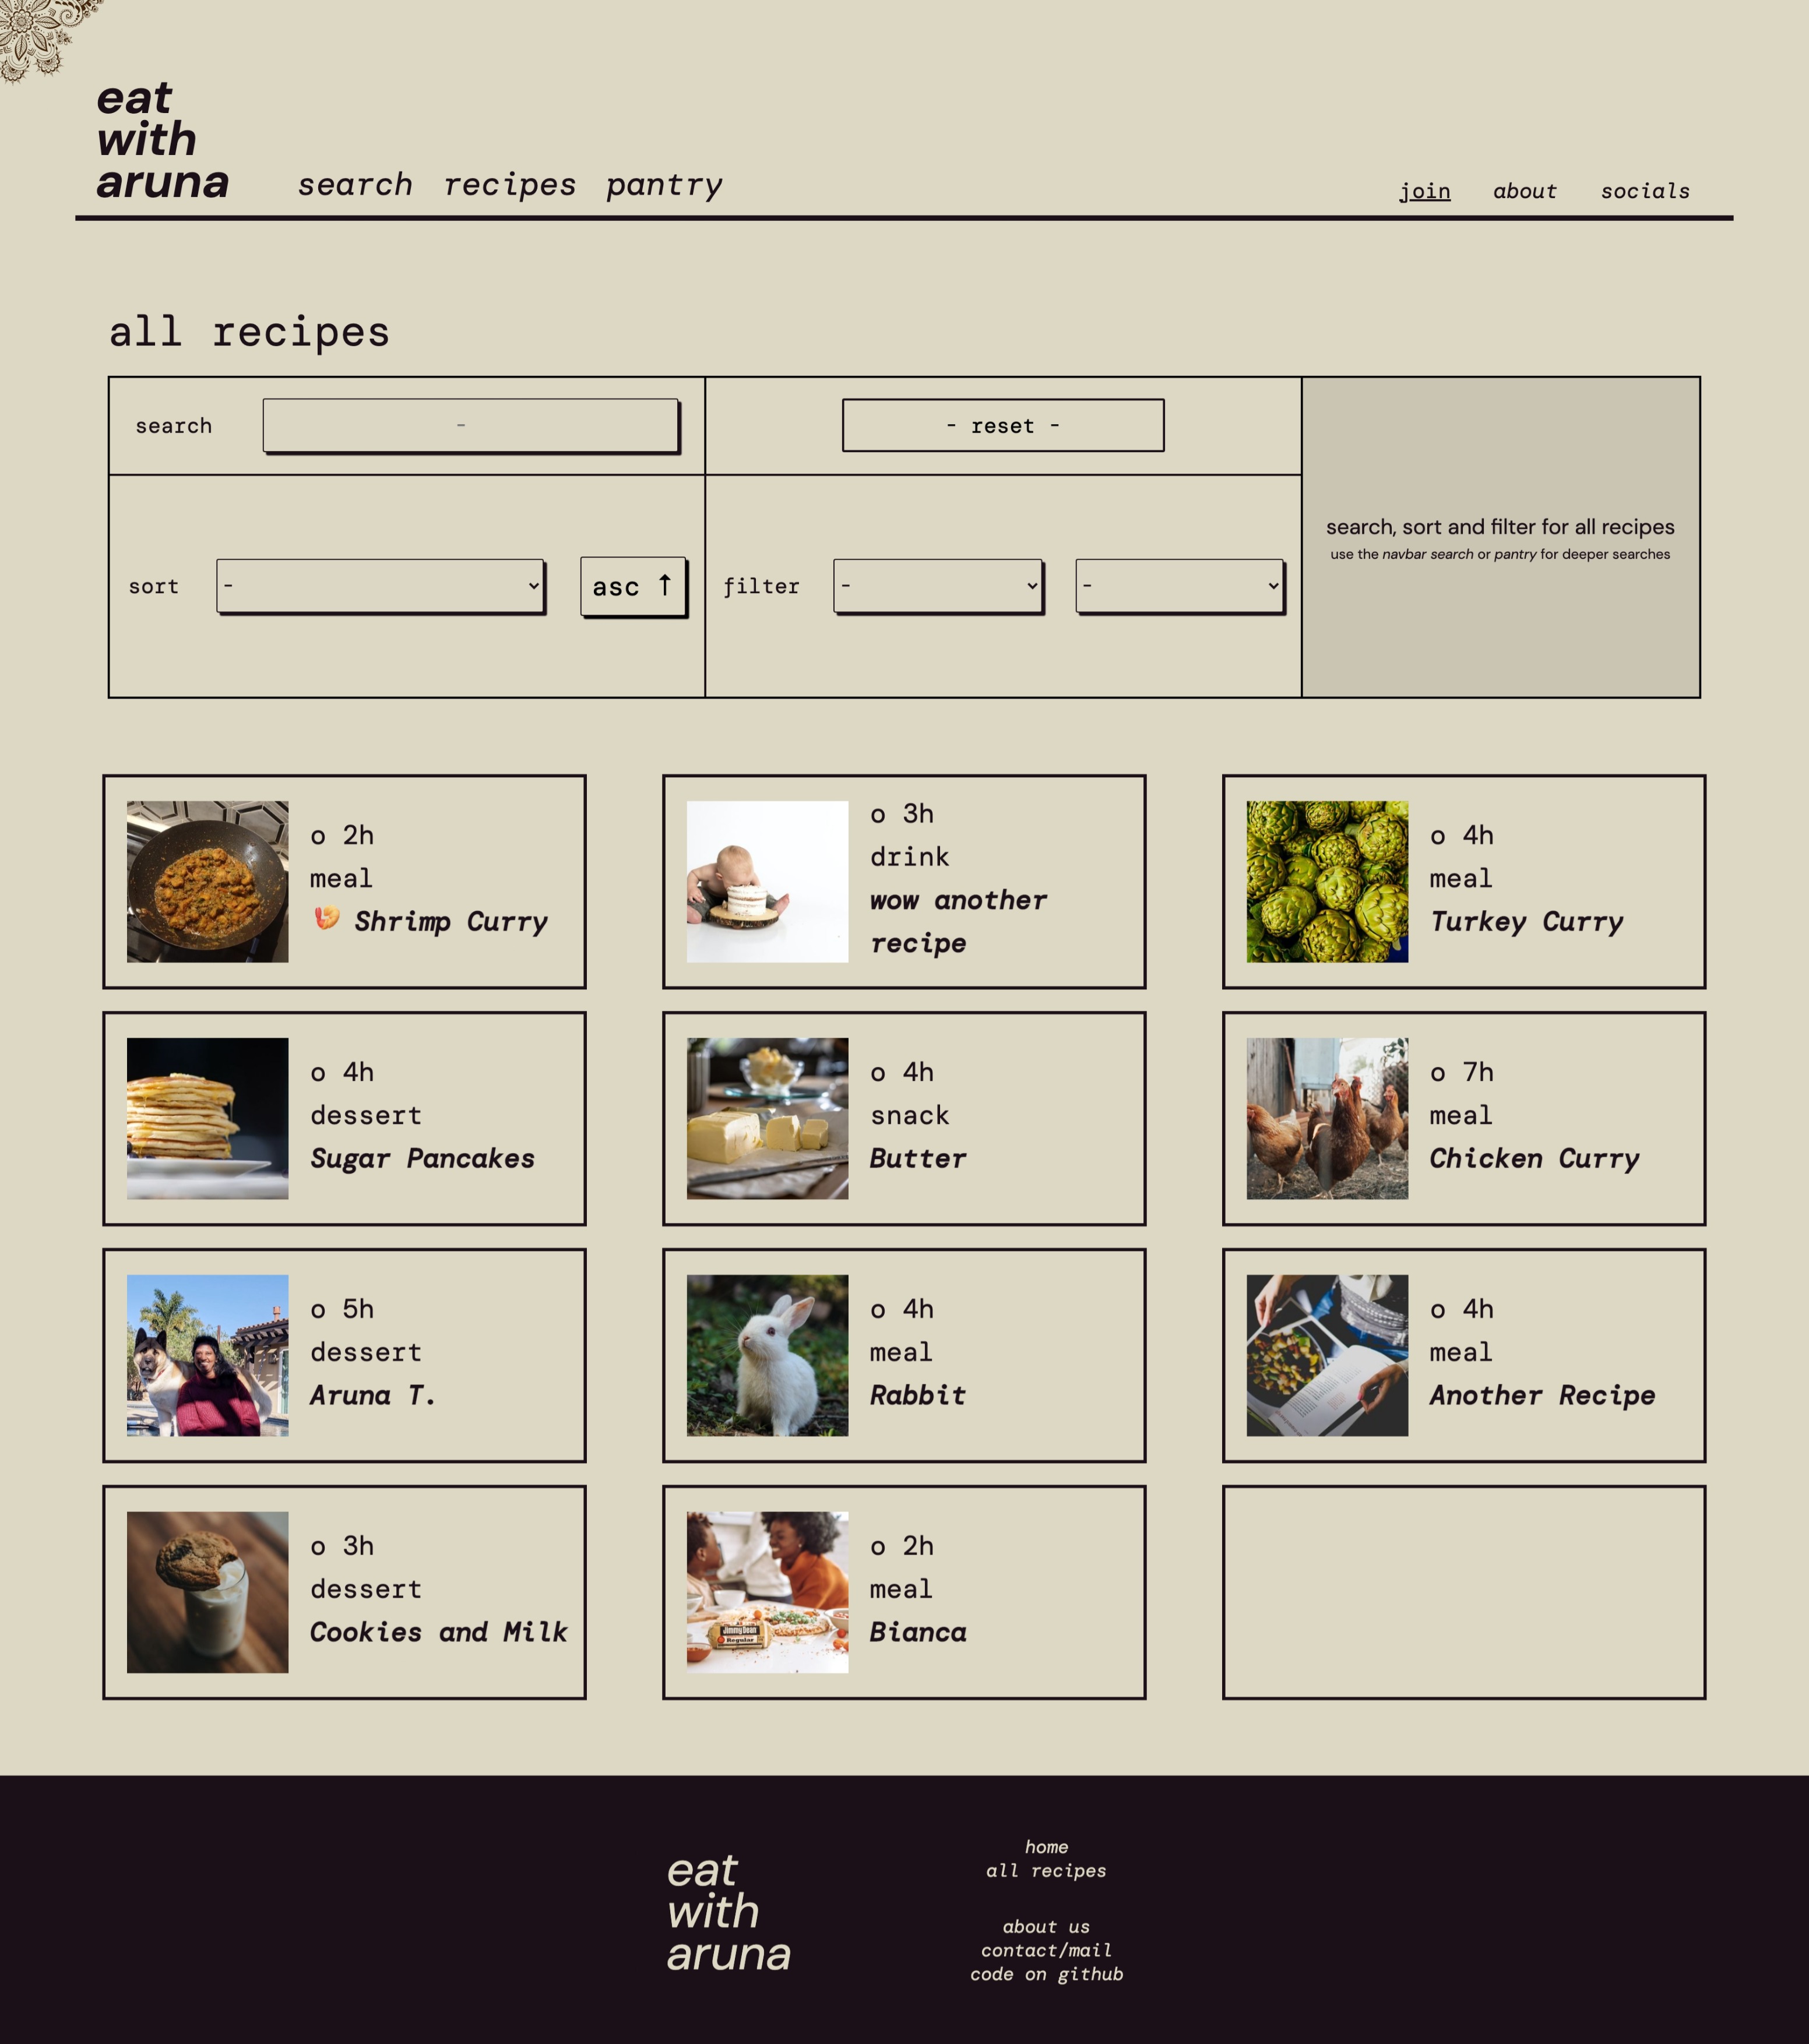 eat
with
aruna
search recipes pantry
join about socials
all recipes
search -
- reset -
sort - asc ↑
filter - -
search, sort and filter for all recipes
use the navbar search or pantry for deeper searches
o 2h
meal
🍤 Shrimp Curry
o 3h
drink
wow another
recipe
o 4h
meal
Turkey Curry
o 4h
dessert
Sugar Pancakes
o 4h
snack
Butter
o 7h
meal
Chicken Curry
o 5h
dessert
Aruna T.
o 4h
meal
Rabbit
o 4h
meal
Another Recipe
o 3h
dessert
Cookies and Milk
Jimmy Dean
Regular
o 2h
meal
Bianca
eat
with
aruna
home
all recipes
about us
contact/mail
code on github